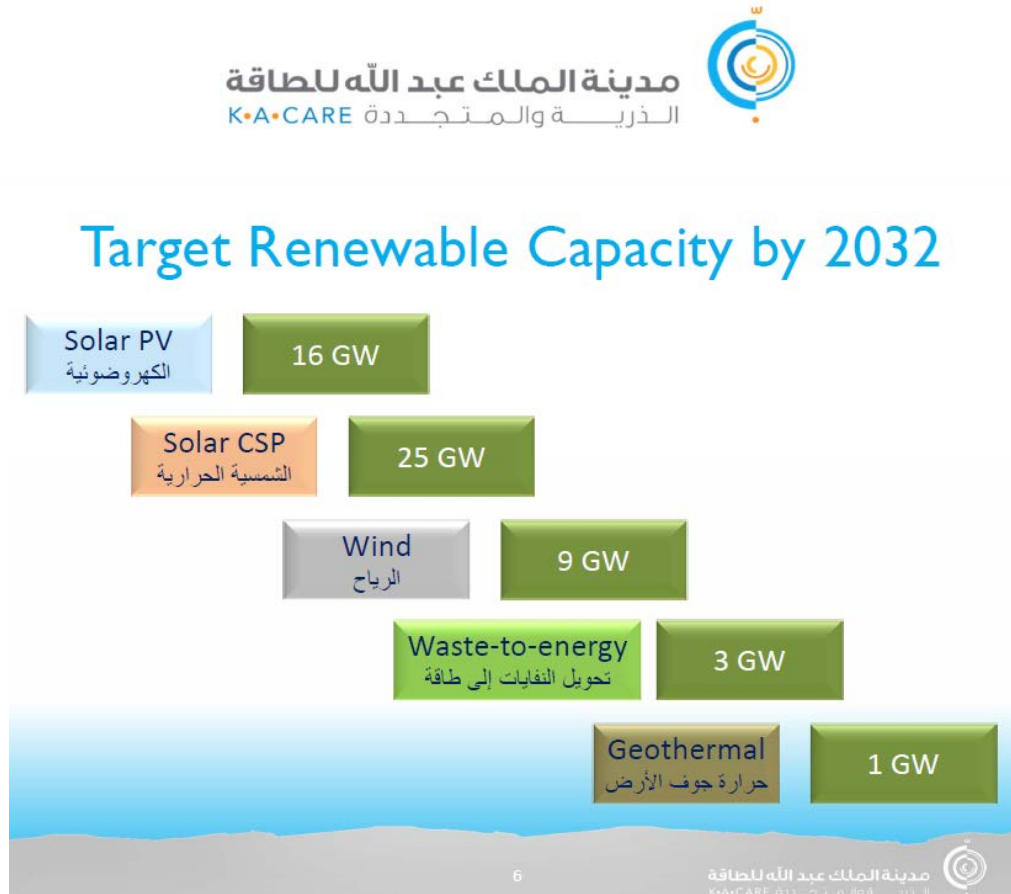 مدينة الملك عبد الله للطاقة
الذرية والمتجددة K•A•CARE
Target Renewable Capacity by 2032
Solar PV
الكهروضوئية
16 GW
Solar CSP
الشمسية الحرارية
25 GW
Wind
الرياح
9 GW
Waste-to-energy
تحويل النفايات إلى طاقة
3 GW
Geothermal
حرارة جوف الأرض
1 GW
6
مدينة الملك عبد الله للطاقة